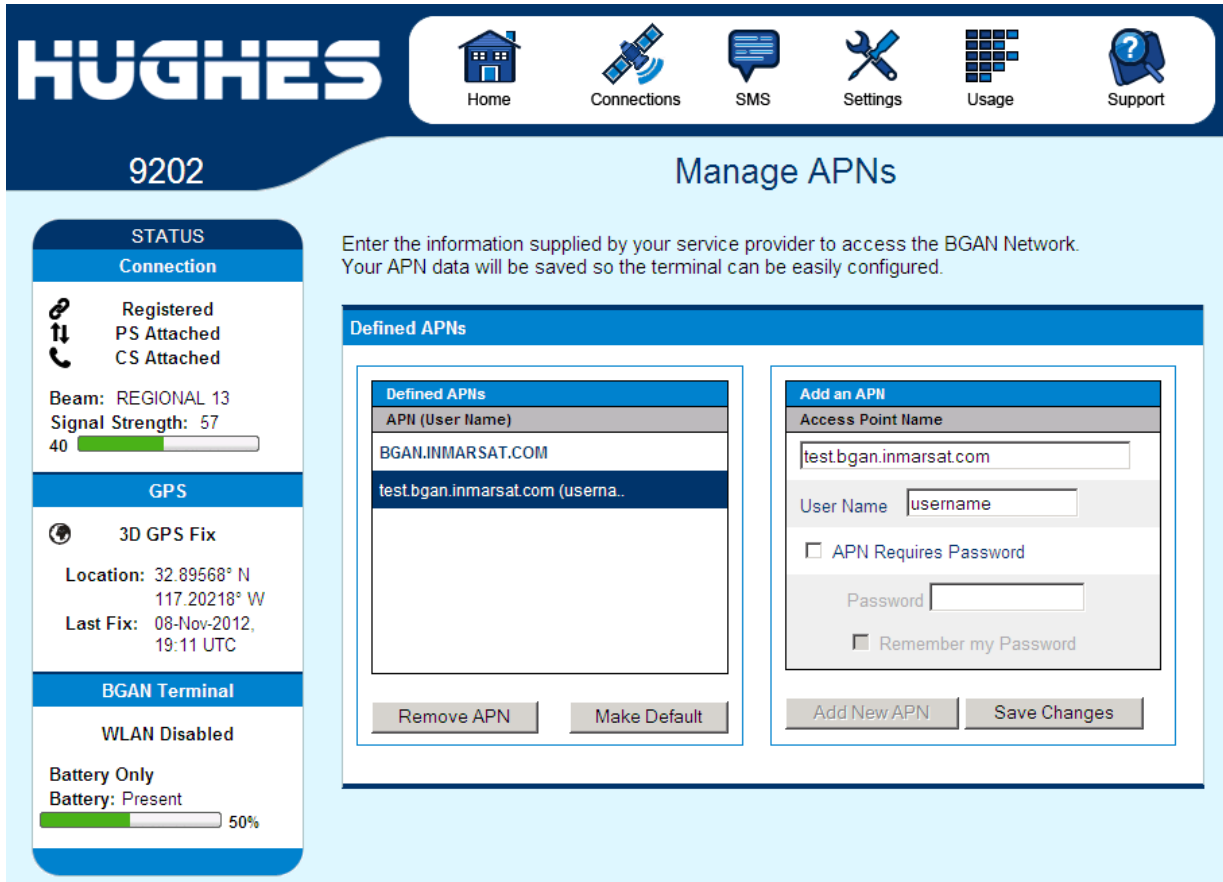 HUGHES
Home
Connections
SMS
Settings
Usage
Support
9202
Manage APNs
STATUS
Connection
Registered
PS Attached
CS Attached
Beam: REGIONAL 13
Signal Strength: 57
40
GPS
3D GPS Fix
Location: 32.89568° N
117.20218° W
Last Fix: 08-Nov-2012,
19:11 UTC
BGAN Terminal
WLAN Disabled
Battery Only
Battery: Present
50%
Enter the information supplied by your service provider to access the BGAN Network.
Your APN data will be saved so the terminal can be easily configured.
Defined APNs
Defined APNs
APN (User Name)
BGAN.INMARSAT.COM
test.bgan.inmarsat.com (userna..
Remove APN
Make Default
Add an APN
Access Point Name
test.bgan.inmarsat.com
User Name username
APN Requires Password
Password
Remember my Password
Add New APN
Save Changes